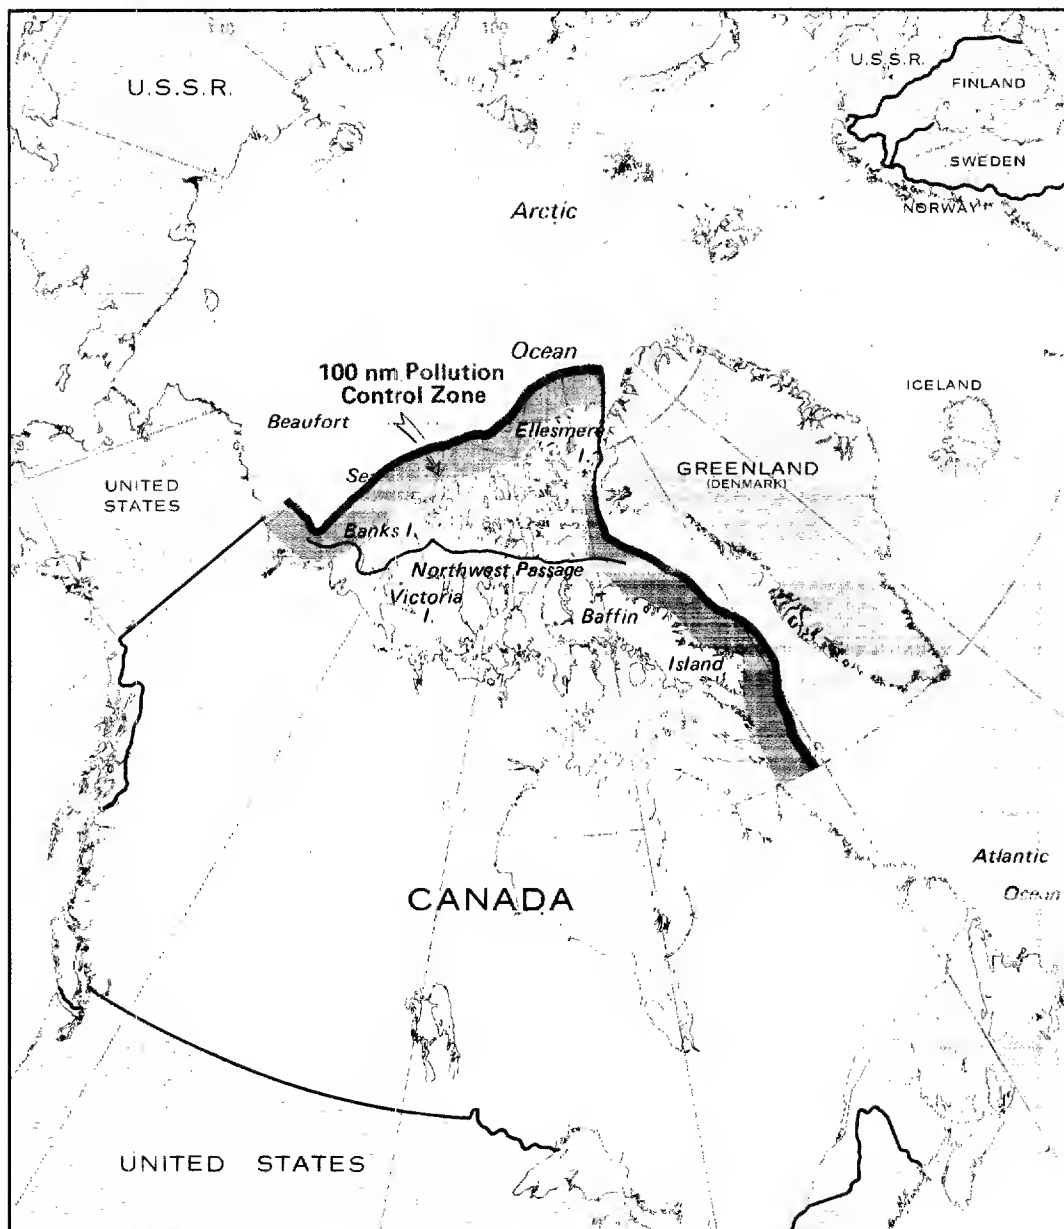 U.S.S.R.
U.S.S.R.
FINLAND
SWEDEN
NORWAY
Arctic
Ocean
100 nm Pollution
Control Zone
Beaufort
Sea
Ellesmere
I.
ICELAND
GREENLAND
(DENMARK)
UNITED
STATES
Banks I.
Northwest Passage
Victoria
I.
Baffin
Island
CANADA
Atlantic
Ocean
UNITED STATES